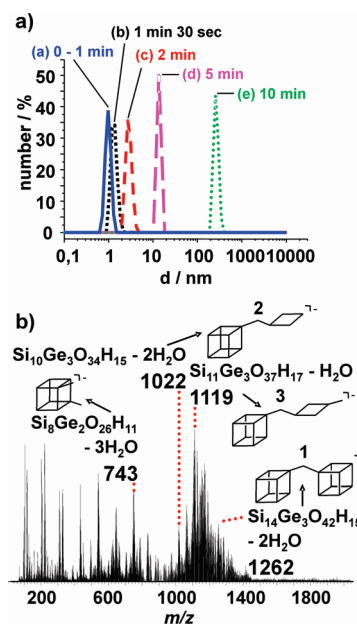 a)
(b) 1 min 30 sec
(a) 0 - 1 min
(c) 2 min
(d) 5 min
(e) 10 min
number / %
50
40
30
20
10
0
0,1 1 10 100 1000 10000
d / nm
b)
2
¬-
Si10Ge3O34H15 - 2H2O
Si11Ge3O37H17 - H2O
1022
1119
3
¬-
¬-
Si8Ge2O26H11
- 3H2O
743
1
¬-
Si14Ge3O42H15
- 2H2O
1262
200 600 1000 1400 1800
m/z